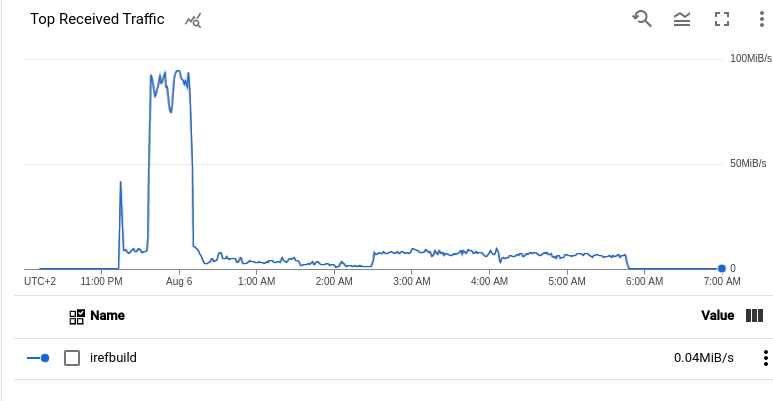 Top Received Traffic
100MiB/s
50MiB/s
0
UTC+2 11:00 PM Aug 6 1:00 AM 2:00 AM 3:00 AM 4:00 AM 5:00 AM 6:00 AM 7:00 AM
Name Value
irefbuild 0.04MiB/s